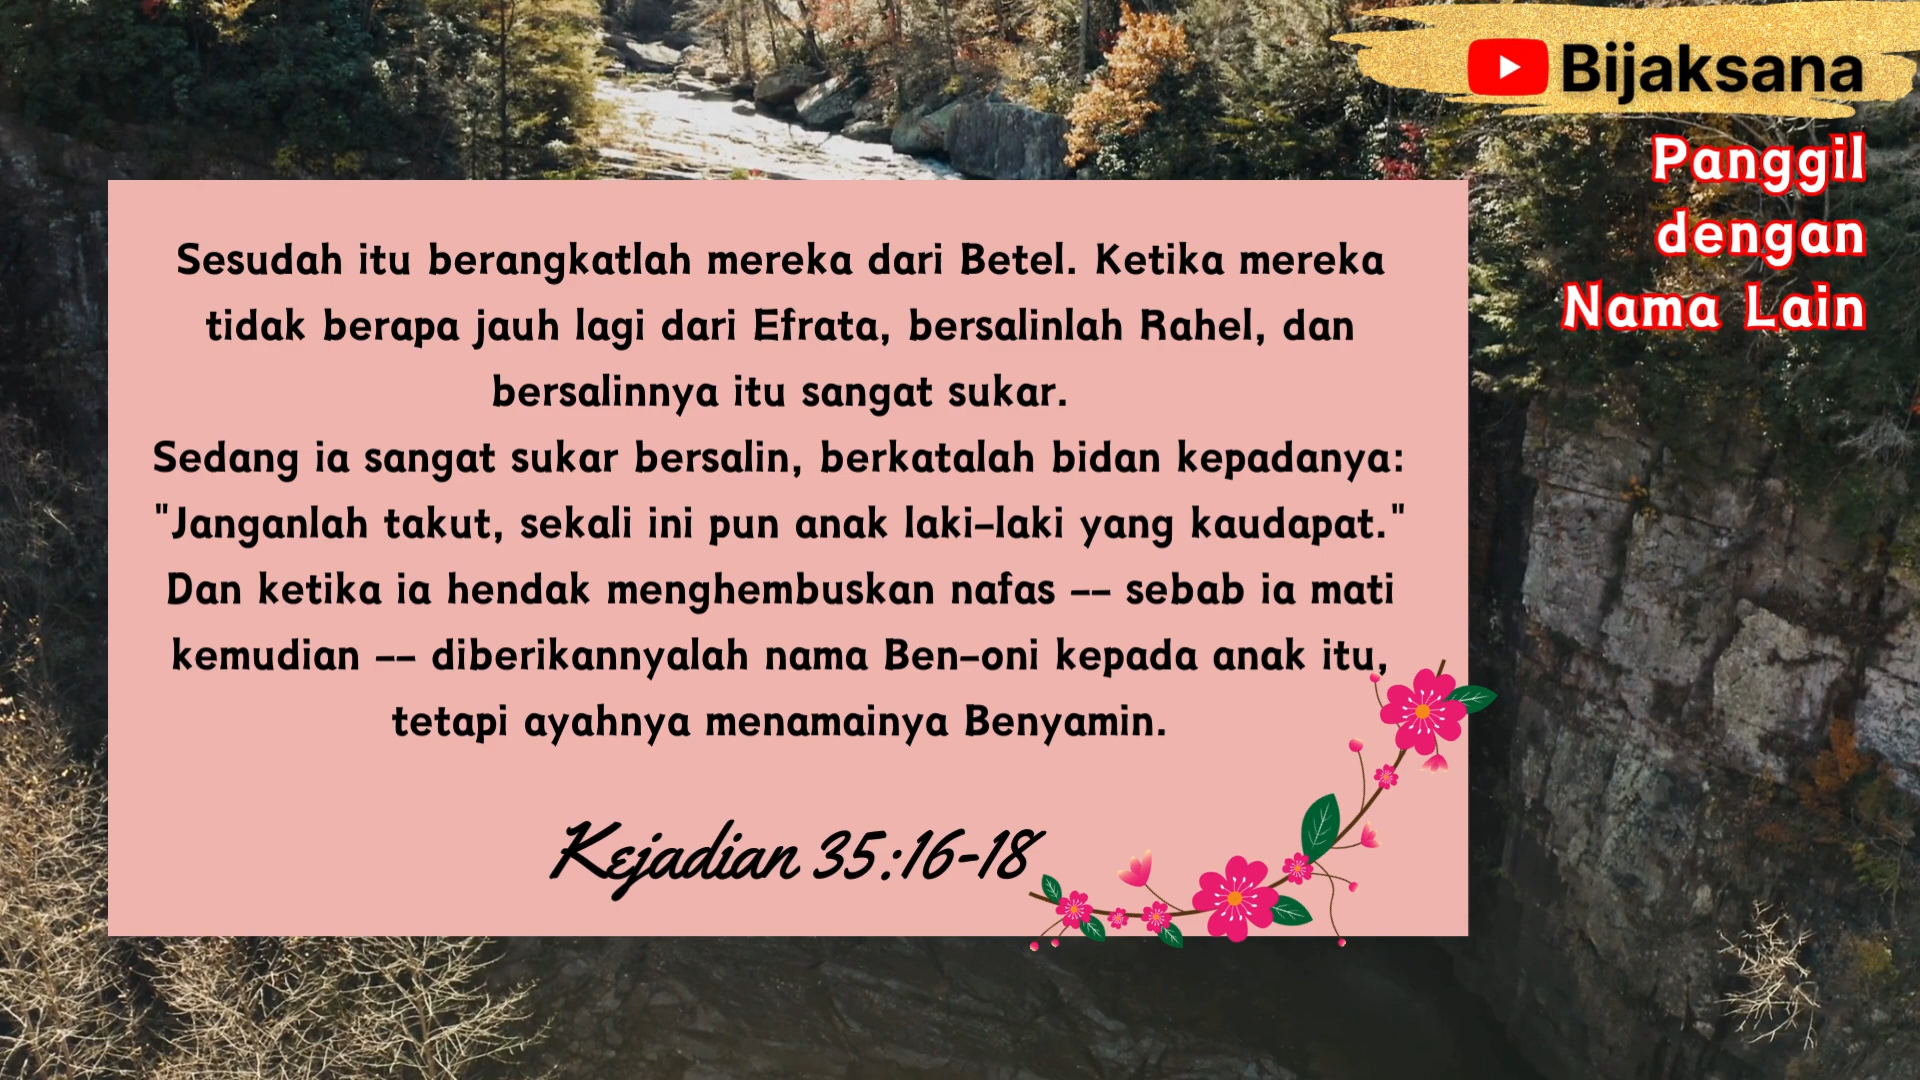 Bijaksana
Panggil
dengan
Nama Lain
Sesudah itu berangkatlah mereka dari Betel. Ketika mereka
tidak berapa jauh lagi dari Efrata, bersalinlah Rahel, dan
bersalinnya itu sangat sukar.
Sedang ia sangat sukar bersalin, berkatalah bidan kepadanya:
"Janganlah takut, sekali ini pun anak laki-laki yang kaudapat."
Dan ketika ia hendak menghembuskan nafas -- sebab ia mati
kemudian -- diberikannyalah nama Ben-oni kepada anak itu,
tetapi ayahnya menamainya Benyamin.
Kejadian 35:16-18